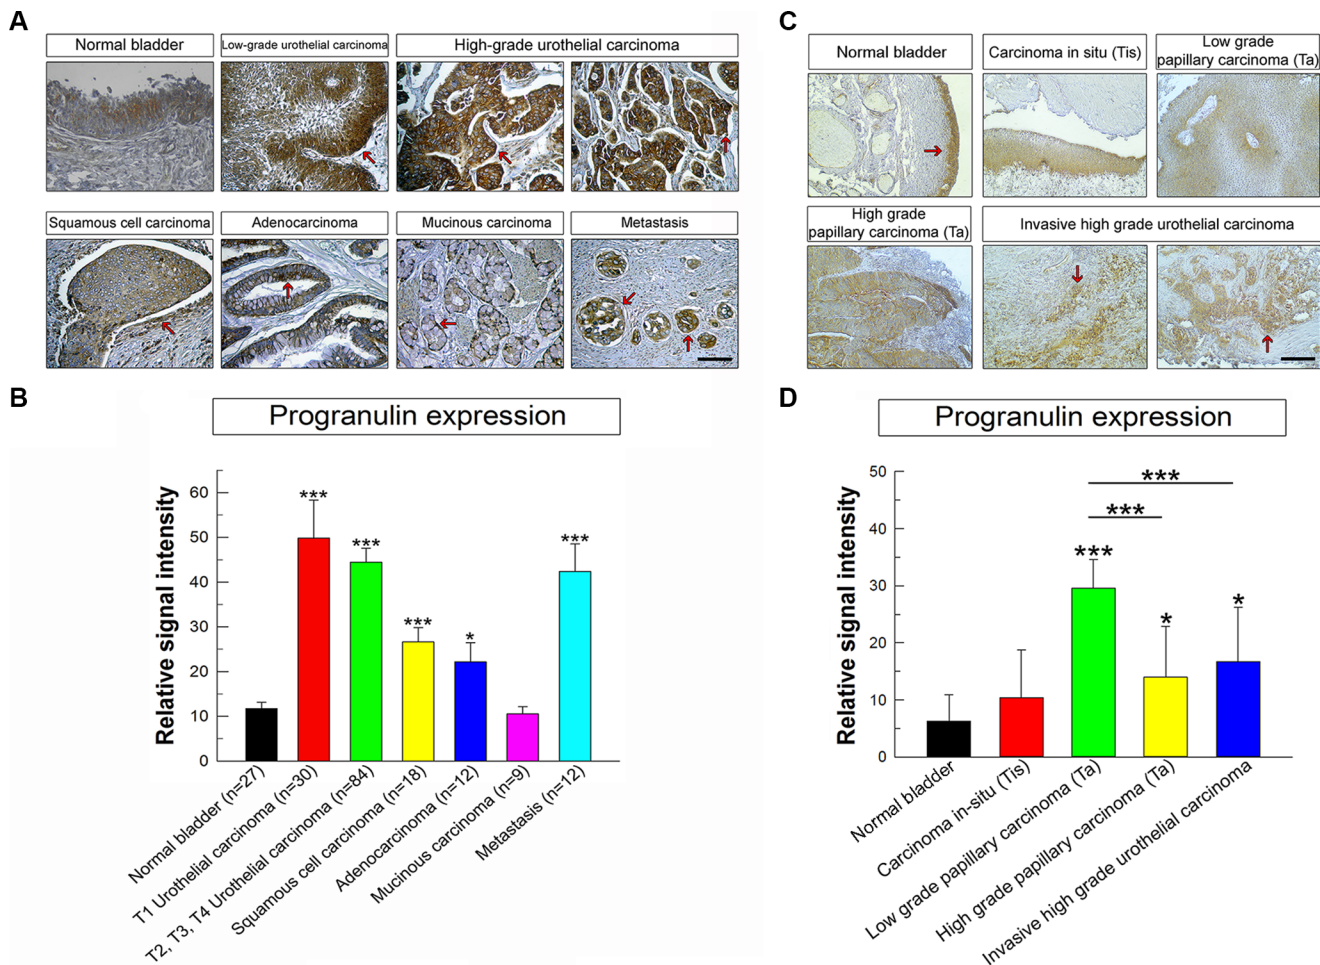 A
Normal bladder
Low-grade urothelial carcinoma
High-grade urothelial carcinoma
Squamous cell carcinoma
Adenocarcinoma
Mucinous carcinoma
Metastasis
B
Progranulin expression
Relative signal intensity
60
50
40
30
20
10
0
***
***
***
*
***
Normal bladder (n=27)
T1 Urothelial carcinoma (n=30)
T2, T3, T4 Urothelial carcinoma (n=84)
Squamous cell carcinoma (n=18)
Adenocarcinoma (n=12)
Mucinous carcinoma (n=9)
Metastasis (n=12)
C
Normal bladder
Carcinoma in situ (Tis)
Low grade
papillary carcinoma (Ta)
High grade
papillary carcinoma (Ta)
Invasive high grade urothelial carcinoma
D
Progranulin expression
Relative signal intensity
50
40
30
20
10
0
***
***
***
*
*
Normal bladder
Carcinoma in-situ (Tis)
Low grade papillary carcinoma (Ta)
High grade papillary carcinoma (Ta)
Invasive high grade urothelial carcinoma